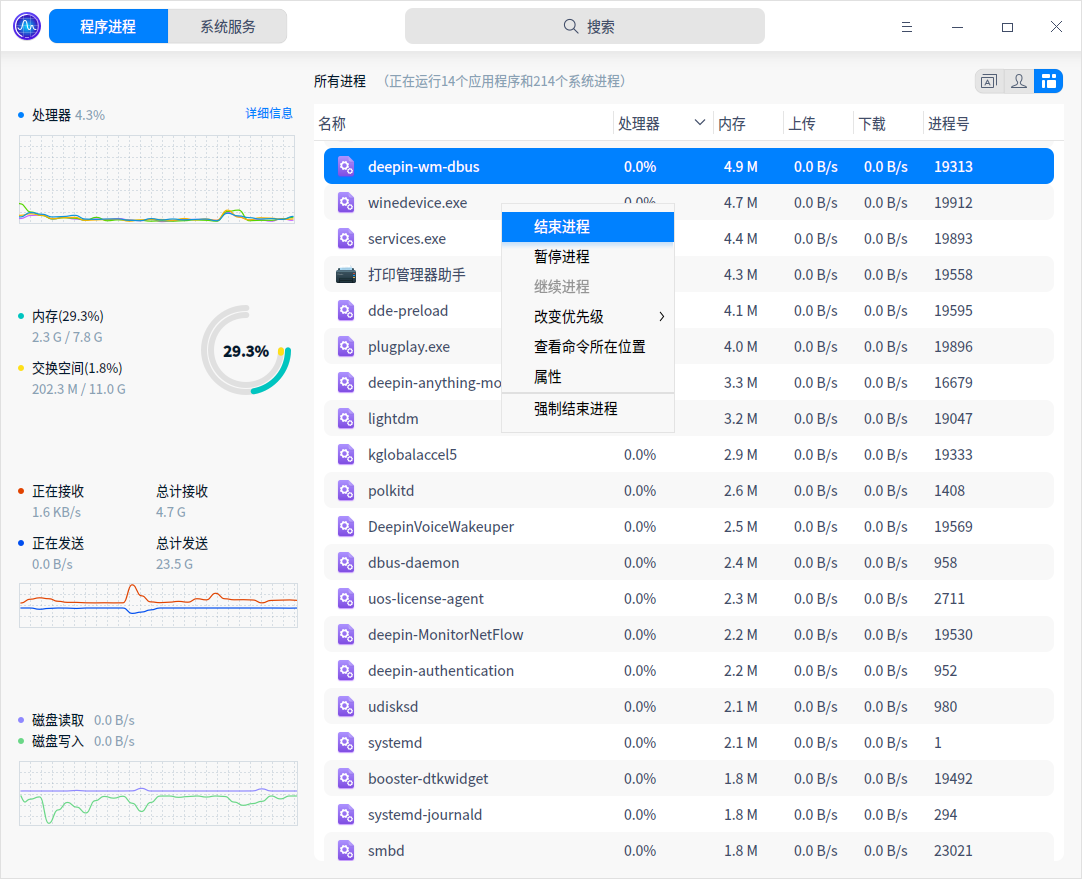 程序进程 系统服务 搜索
所有进程 （正在运行14个应用程序和214个系统进程）
处理器 4.3% 详细信息
内存(29.3%)
2.3 G / 7.8 G
交换空间(1.8%)
202.3 M / 11.0 G
29.3%
正在接收 总计接收
1.6 KB/s 4.7 G
正在发送 总计发送
0.0 B/s 23.5 G
磁盘读取 0.0 B/s
磁盘写入 0.0 B/s
名称 处理器 内存 上传 下载 进程号
deepin-wm-dbus 0.0% 4.9 M 0.0 B/s 0.0 B/s 19313
winedevice.exe 0.0% 4.7 M 0.0 B/s 0.0 B/s 19912
services.exe 4.4 M 0.0 B/s 0.0 B/s 19893
打印管理器助手 4.3 M 0.0 B/s 0.0 B/s 19558
dde-preload 4.1 M 0.0 B/s 0.0 B/s 19595
plugplay.exe 4.0 M 0.0 B/s 0.0 B/s 19896
deepin-anything-mo 3.3 M 0.0 B/s 0.0 B/s 16679
lightdm 3.2 M 0.0 B/s 0.0 B/s 19047
kglobalaccel5 0.0% 2.9 M 0.0 B/s 0.0 B/s 19333
polkitd 0.0% 2.6 M 0.0 B/s 0.0 B/s 1408
DeepinVoiceWakeuper 0.0% 2.5 M 0.0 B/s 0.0 B/s 19569
dbus-daemon 0.0% 2.4 M 0.0 B/s 0.0 B/s 958
uos-license-agent 0.0% 2.3 M 0.0 B/s 0.0 B/s 2711
deepin-MonitorNetFlow 0.0% 2.2 M 0.0 B/s 0.0 B/s 19530
deepin-authentication 0.0% 2.2 M 0.0 B/s 0.0 B/s 952
udisksd 0.0% 2.1 M 0.0 B/s 0.0 B/s 980
systemd 0.0% 2.1 M 0.0 B/s 0.0 B/s 1
booster-dtkwidget 0.0% 1.8 M 0.0 B/s 0.0 B/s 19492
systemd-journald 0.0% 1.8 M 0.0 B/s 0.0 B/s 294
smbd 0.0% 1.8 M 0.0 B/s 0.0 B/s 23021
结束进程
暂停进程
继续进程
改变优先级
查看命令所在位置
属性
强制结束进程